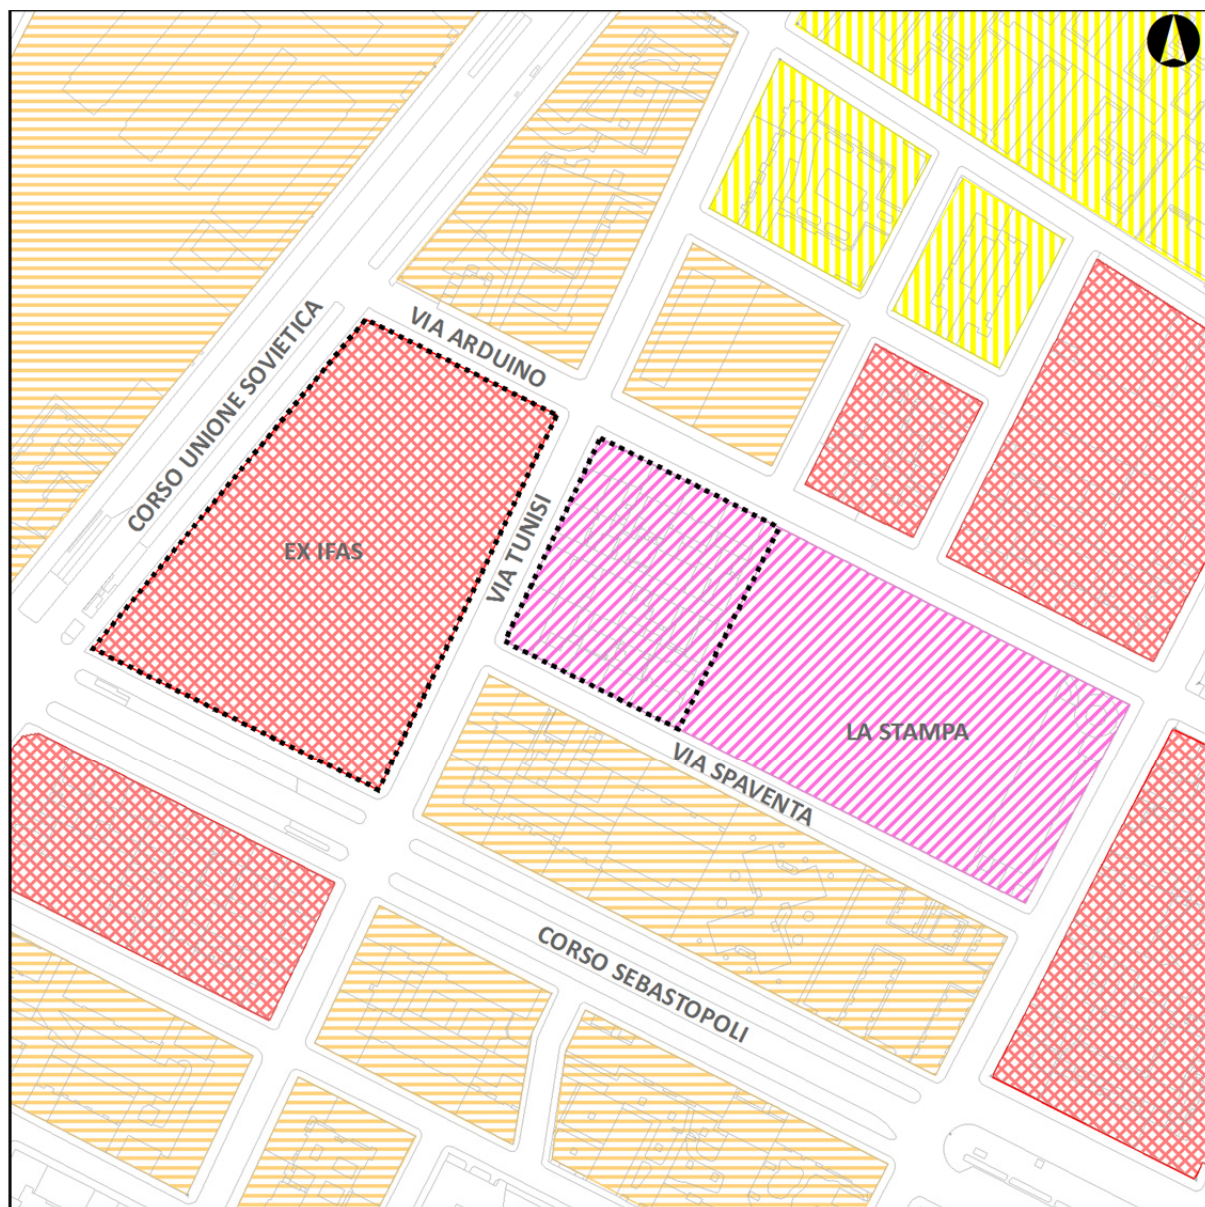 VIA ARDUINO
CORSO UNIONE SOVIETICA
EX IFAS
VIA TUNISI
LA STAMPA
VIA SPAVENTA
CORSO SEBASTOPOLI